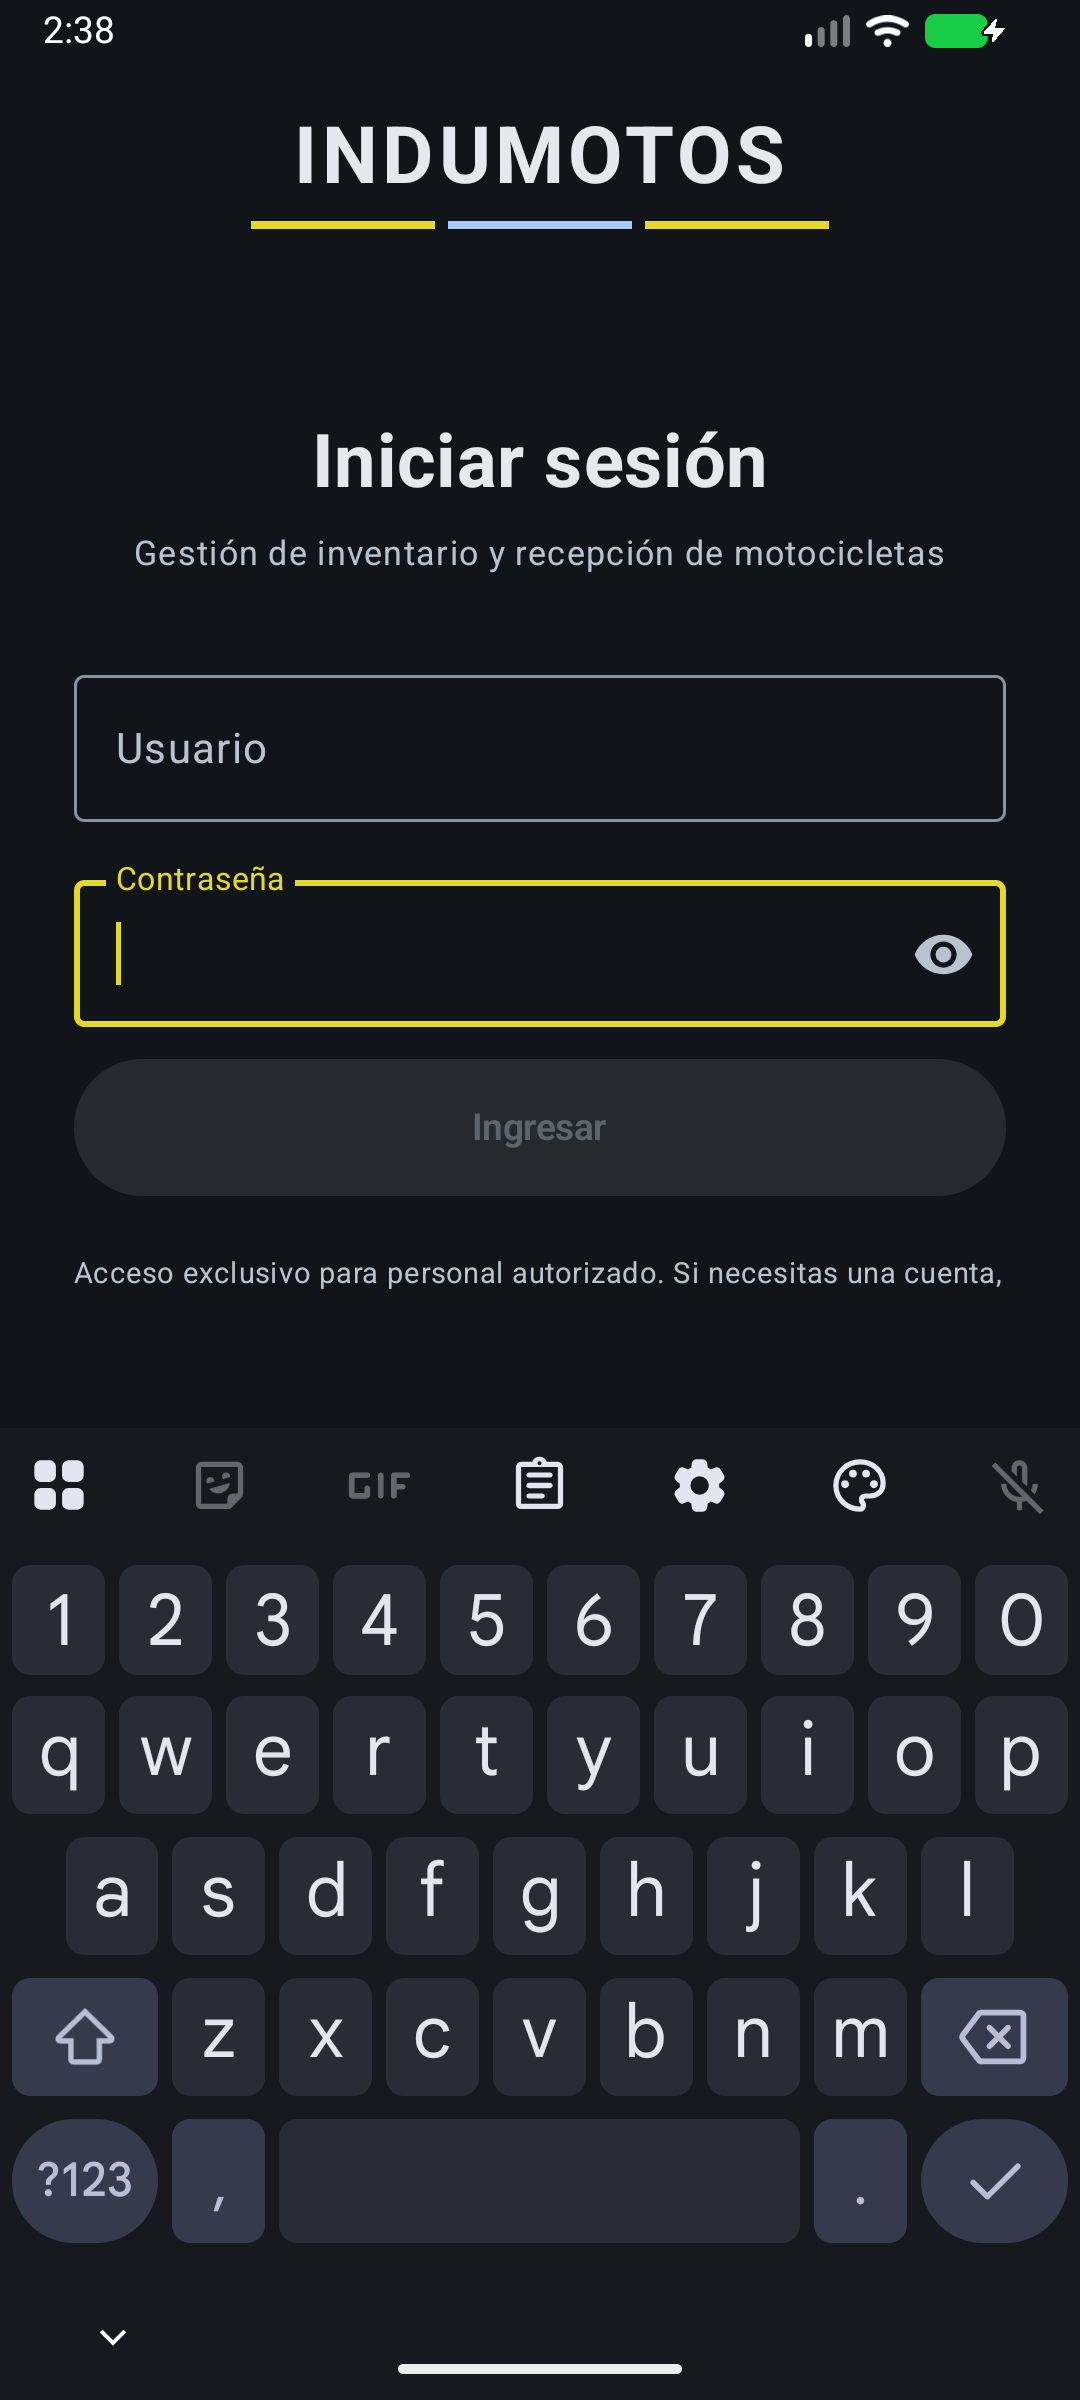 2:38
INDUMOTOS
Iniciar sesión
Gestión de inventario y recepción de motocicletas
Usuario
Contraseña
Ingresar
Acceso exclusivo para personal autorizado. Si necesitas una cuenta,
GIF
1 2 3 4 5 6 7 8 9 0
q w e r t y u i o p
a s d f g h j k l
z x c v b n m
?123 , .